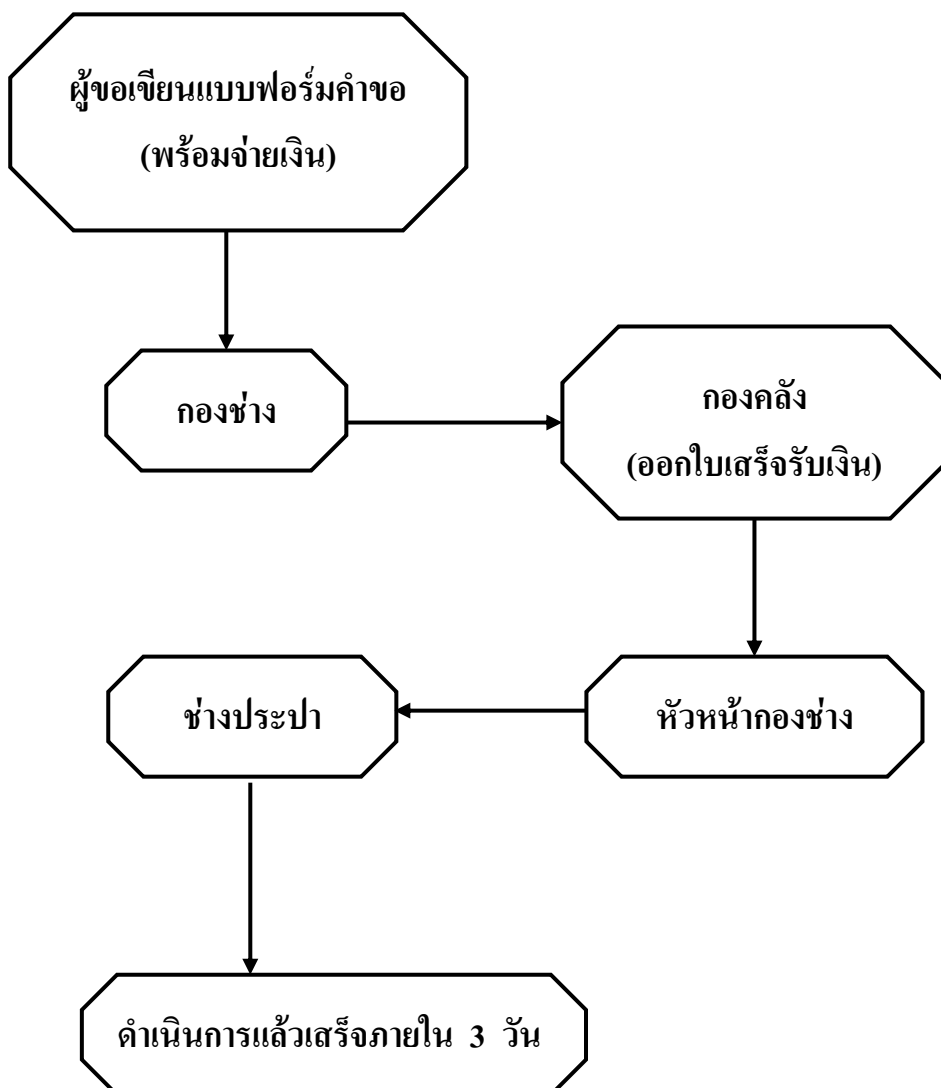 ผู้ขอเขียนแบบฟอร์มคำขอ
(พร้อมจ่ายเงิน)
กองช่าง
กองคลัง
(ออกใบเสร็จรับเงิน)
หัวหน้ากองช่าง
ช่างประปา
ดำเนินการแล้วเสร็จภายใน 3 วัน